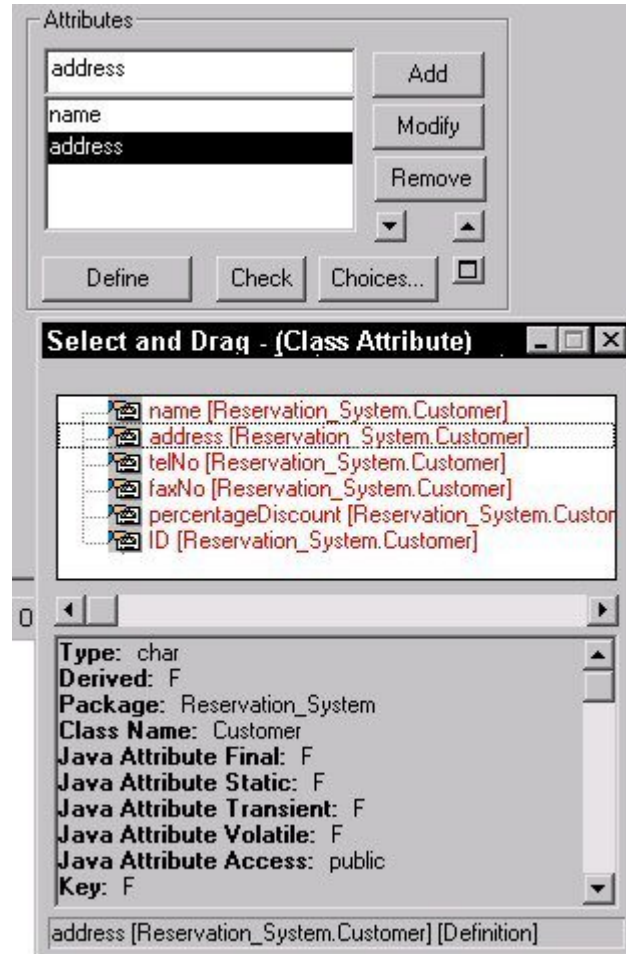 Attributes
address
Add
name
address
Modify
Remove
Define
Check
Choices...
Select and Drag - (Class Attribute)
name [Reservation_System.Customer]
address [Reservation_System.Customer]
telNo [Reservation_System.Customer]
faxNo [Reservation_System.Customer]
percentageDiscount [Reservation_System.Custor
ID [Reservation_System.Customer]
0
Type: char
Derived: F
Package: Reservation_System
Class Name: Customer
Java Attribute Final: F
Java Attribute Static: F
Java Attribute Transient: F
Java Attribute Volatile: F
Java Attribute Access: public
Key: F
address [Reservation_System.Customer] [Definition]